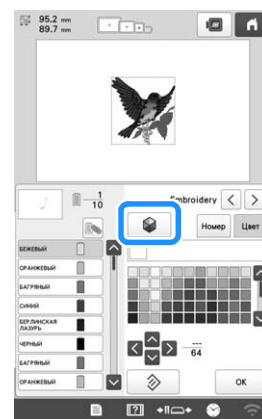 95.2 mm
89.7 mm
1
10
Embroidery
Номер
Цвет
БЕЖЕВЫЙ
ОРАНЖЕВЫЙ
БАГРЯНЫЙ
СИНИЙ
БЕРЛИНСКАЯ
ЛАЗУРЬ
ЧЕРНЫЙ
БАГРЯНЫЙ
ОРАНЖЕВЫЙ
---
64
OK